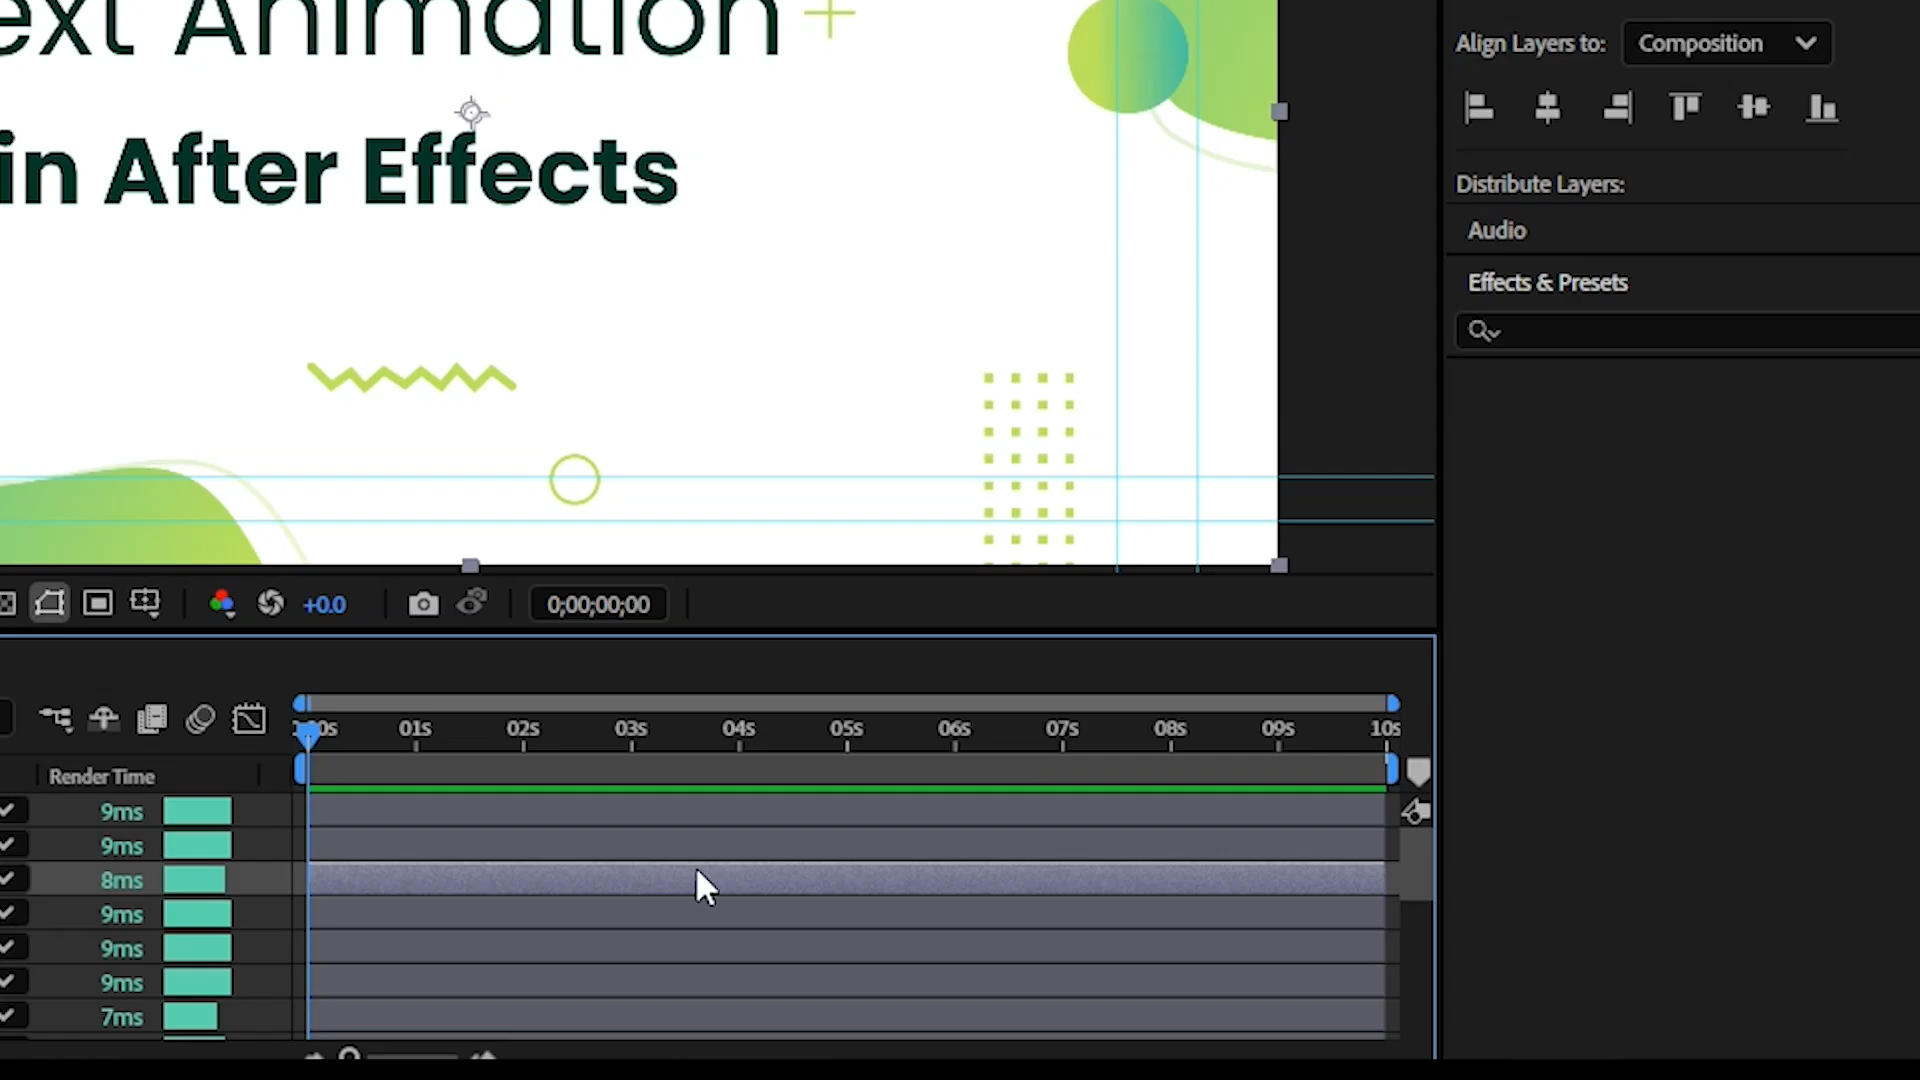 ext Animation
in After Effects
Align Layers to:
Composition
Distribute Layers:
Audio
Effects & Presets
+0.0
0;00;00;00
01s 02s 03s 04s 05s 06s 07s 08s 09s 10s
Render Time
9ms
9ms
8ms
9ms
9ms
9ms
7ms